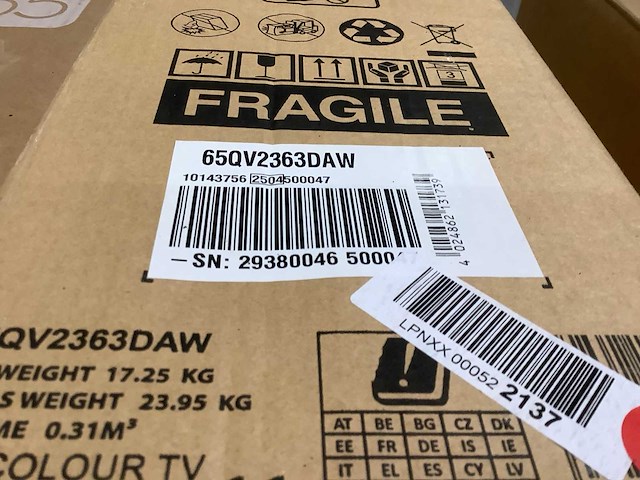 3
FRAGILE
65QV2363DAW
10143756 2504500047
4 024862 131739
SN: 29380046 5000
LPNXX 00052 2137
QV2363DAW
WEIGHT 17.25 KG
S WEIGHT 23.95 KG
ME 0.31M³
COLOUR TV
AT BE BG CZ DK
EE FR DE IS IE
IT EL ES CY LV